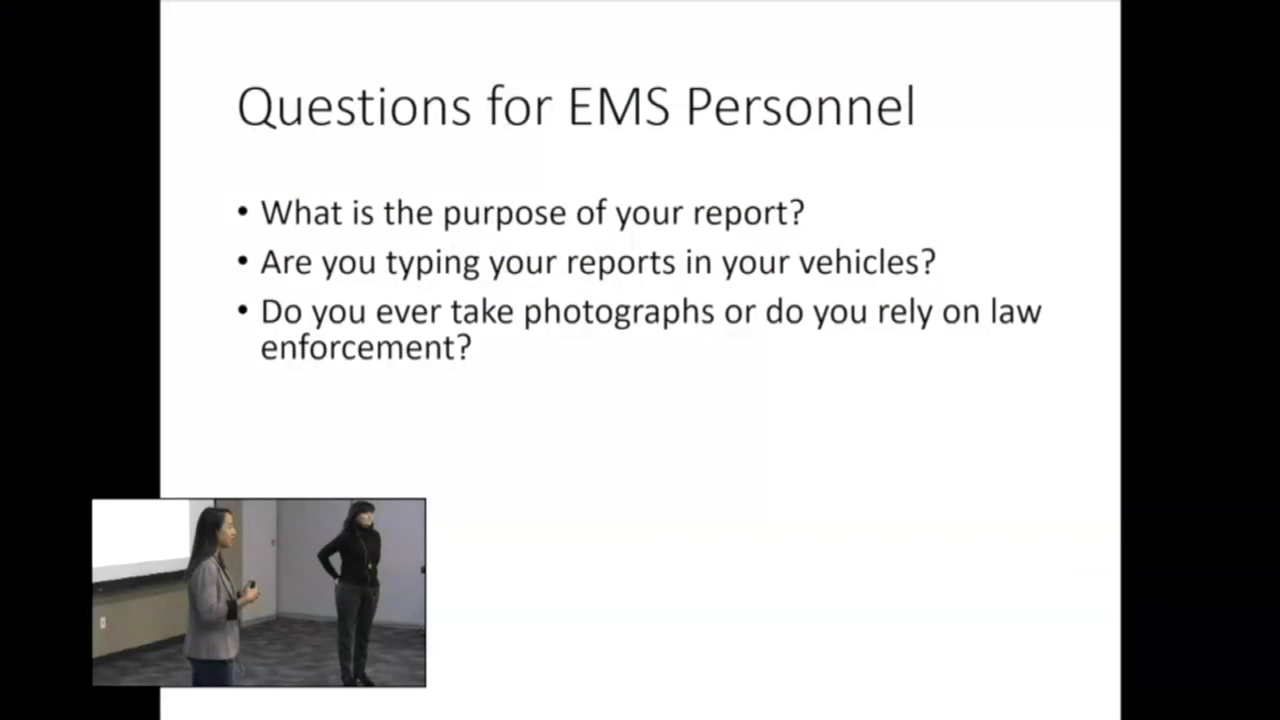 Questions for EMS Personnel
• What is the purpose of your report?
• Are you typing your reports in your vehicles?
• Do you ever take photographs or do you rely on law
enforcement?